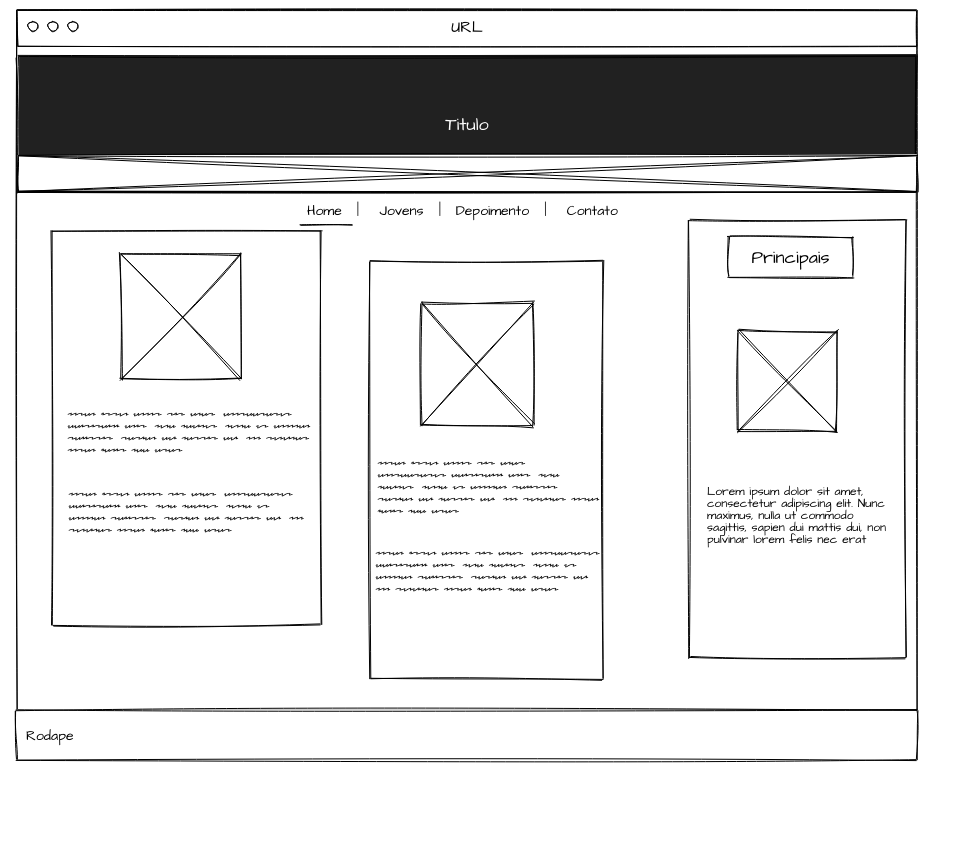 URL
Titulo
Home | Jovens | Depoimento | Contato
Principais
Lorem ipsum dolor sit amet,
consectetur adipiscing elit. Nunc
maximus, nulla ut commodo
sagittis, sapien dui mattis dui, non
pulvinar lorem felis nec erat
Rodape